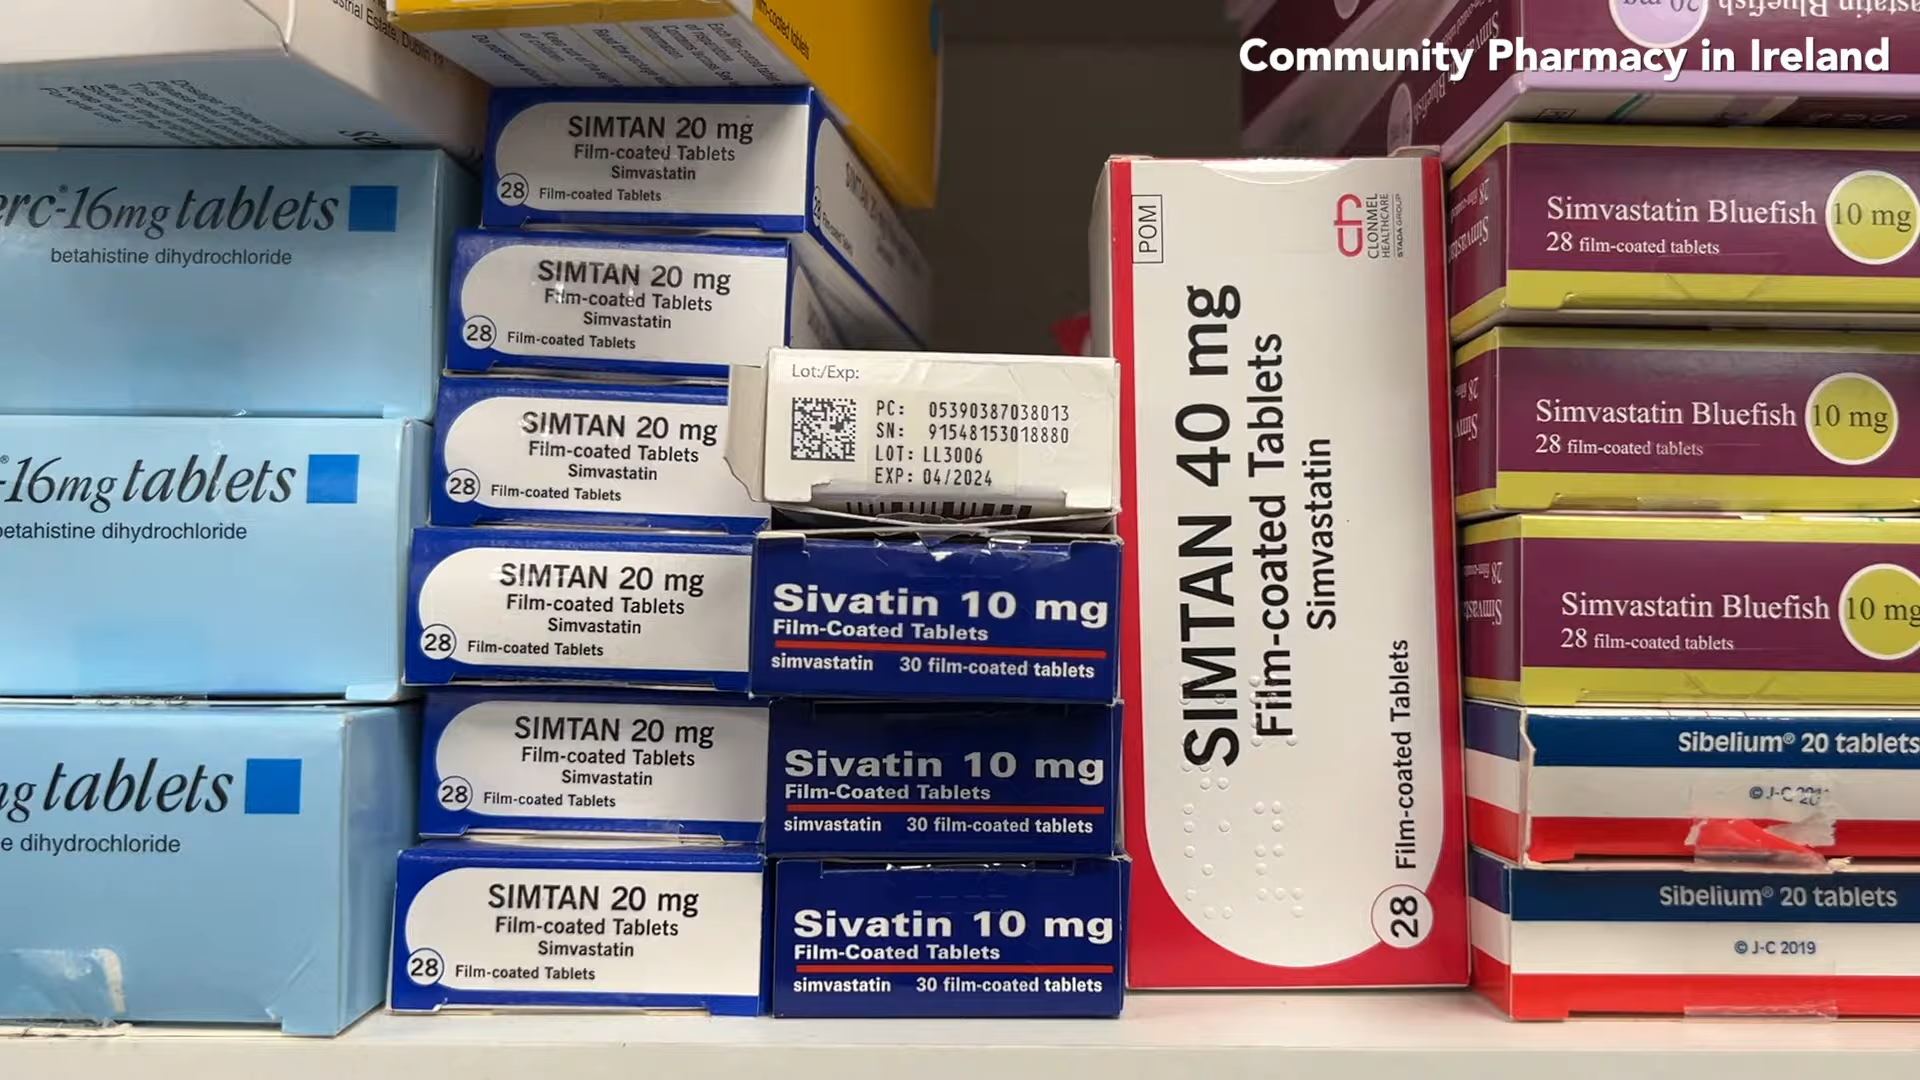 Community Pharmacy in Ireland
Estate, Dublin
film-coated tablets
SIMTAN 20 mg
Film-coated Tablets
Simvastatin
28 Film-coated Tablets
SIMTAN 20 mg
Film-coated Tablets
Simvastatin
28 Film-coated Tablets
SIMTAN 20 mg
Film-coated Tablets
Simvastatin
28 Film-coated Tablets
SIMTAN 20 mg
Film-coated Tablets
Simvastatin
28 Film-coated Tablets
SIMTAN 20 mg
Film-coated Tablets
Simvastatin
28 Film-coated Tablets
SIMTAN 20 mg
Film-coated Tablets
Simvastatin
28 Film-coated Tablets
erc®-16mg tablets
betahistine dihydrochloride
®-16mg tablets
betahistine dihydrochloride
mg tablets
dihydrochloride
Lot:/Exp:
PC: 05390387038013
SN: 91548153018880
LOT: LL3006
EXP: 04/2024
Sivatin 10 mg
Film-Coated Tablets
simvastatin 30 film-coated tablets
Sivatin 10 mg
Film-Coated Tablets
simvastatin 30 film-coated tablets
Sivatin 10 mg
Film-Coated Tablets
simvastatin 30 film-coated tablets
POM
CLONMEL
HEALTHCARE
STADA GROUP
SIMTAN 40 mg
Film-coated Tablets
Simvastatin
28 Film-coated Tablets
Simvastatin Bluefish 10 mg
28 film-coated tablets
Simvastatin Bluefish 10 mg
28 film-coated tablets
Simvastatin Bluefish 10 mg
28 film-coated tablets
Sibelium® 20 tablets
© J-C
Sibelium® 20 tablets
© J-C 2019